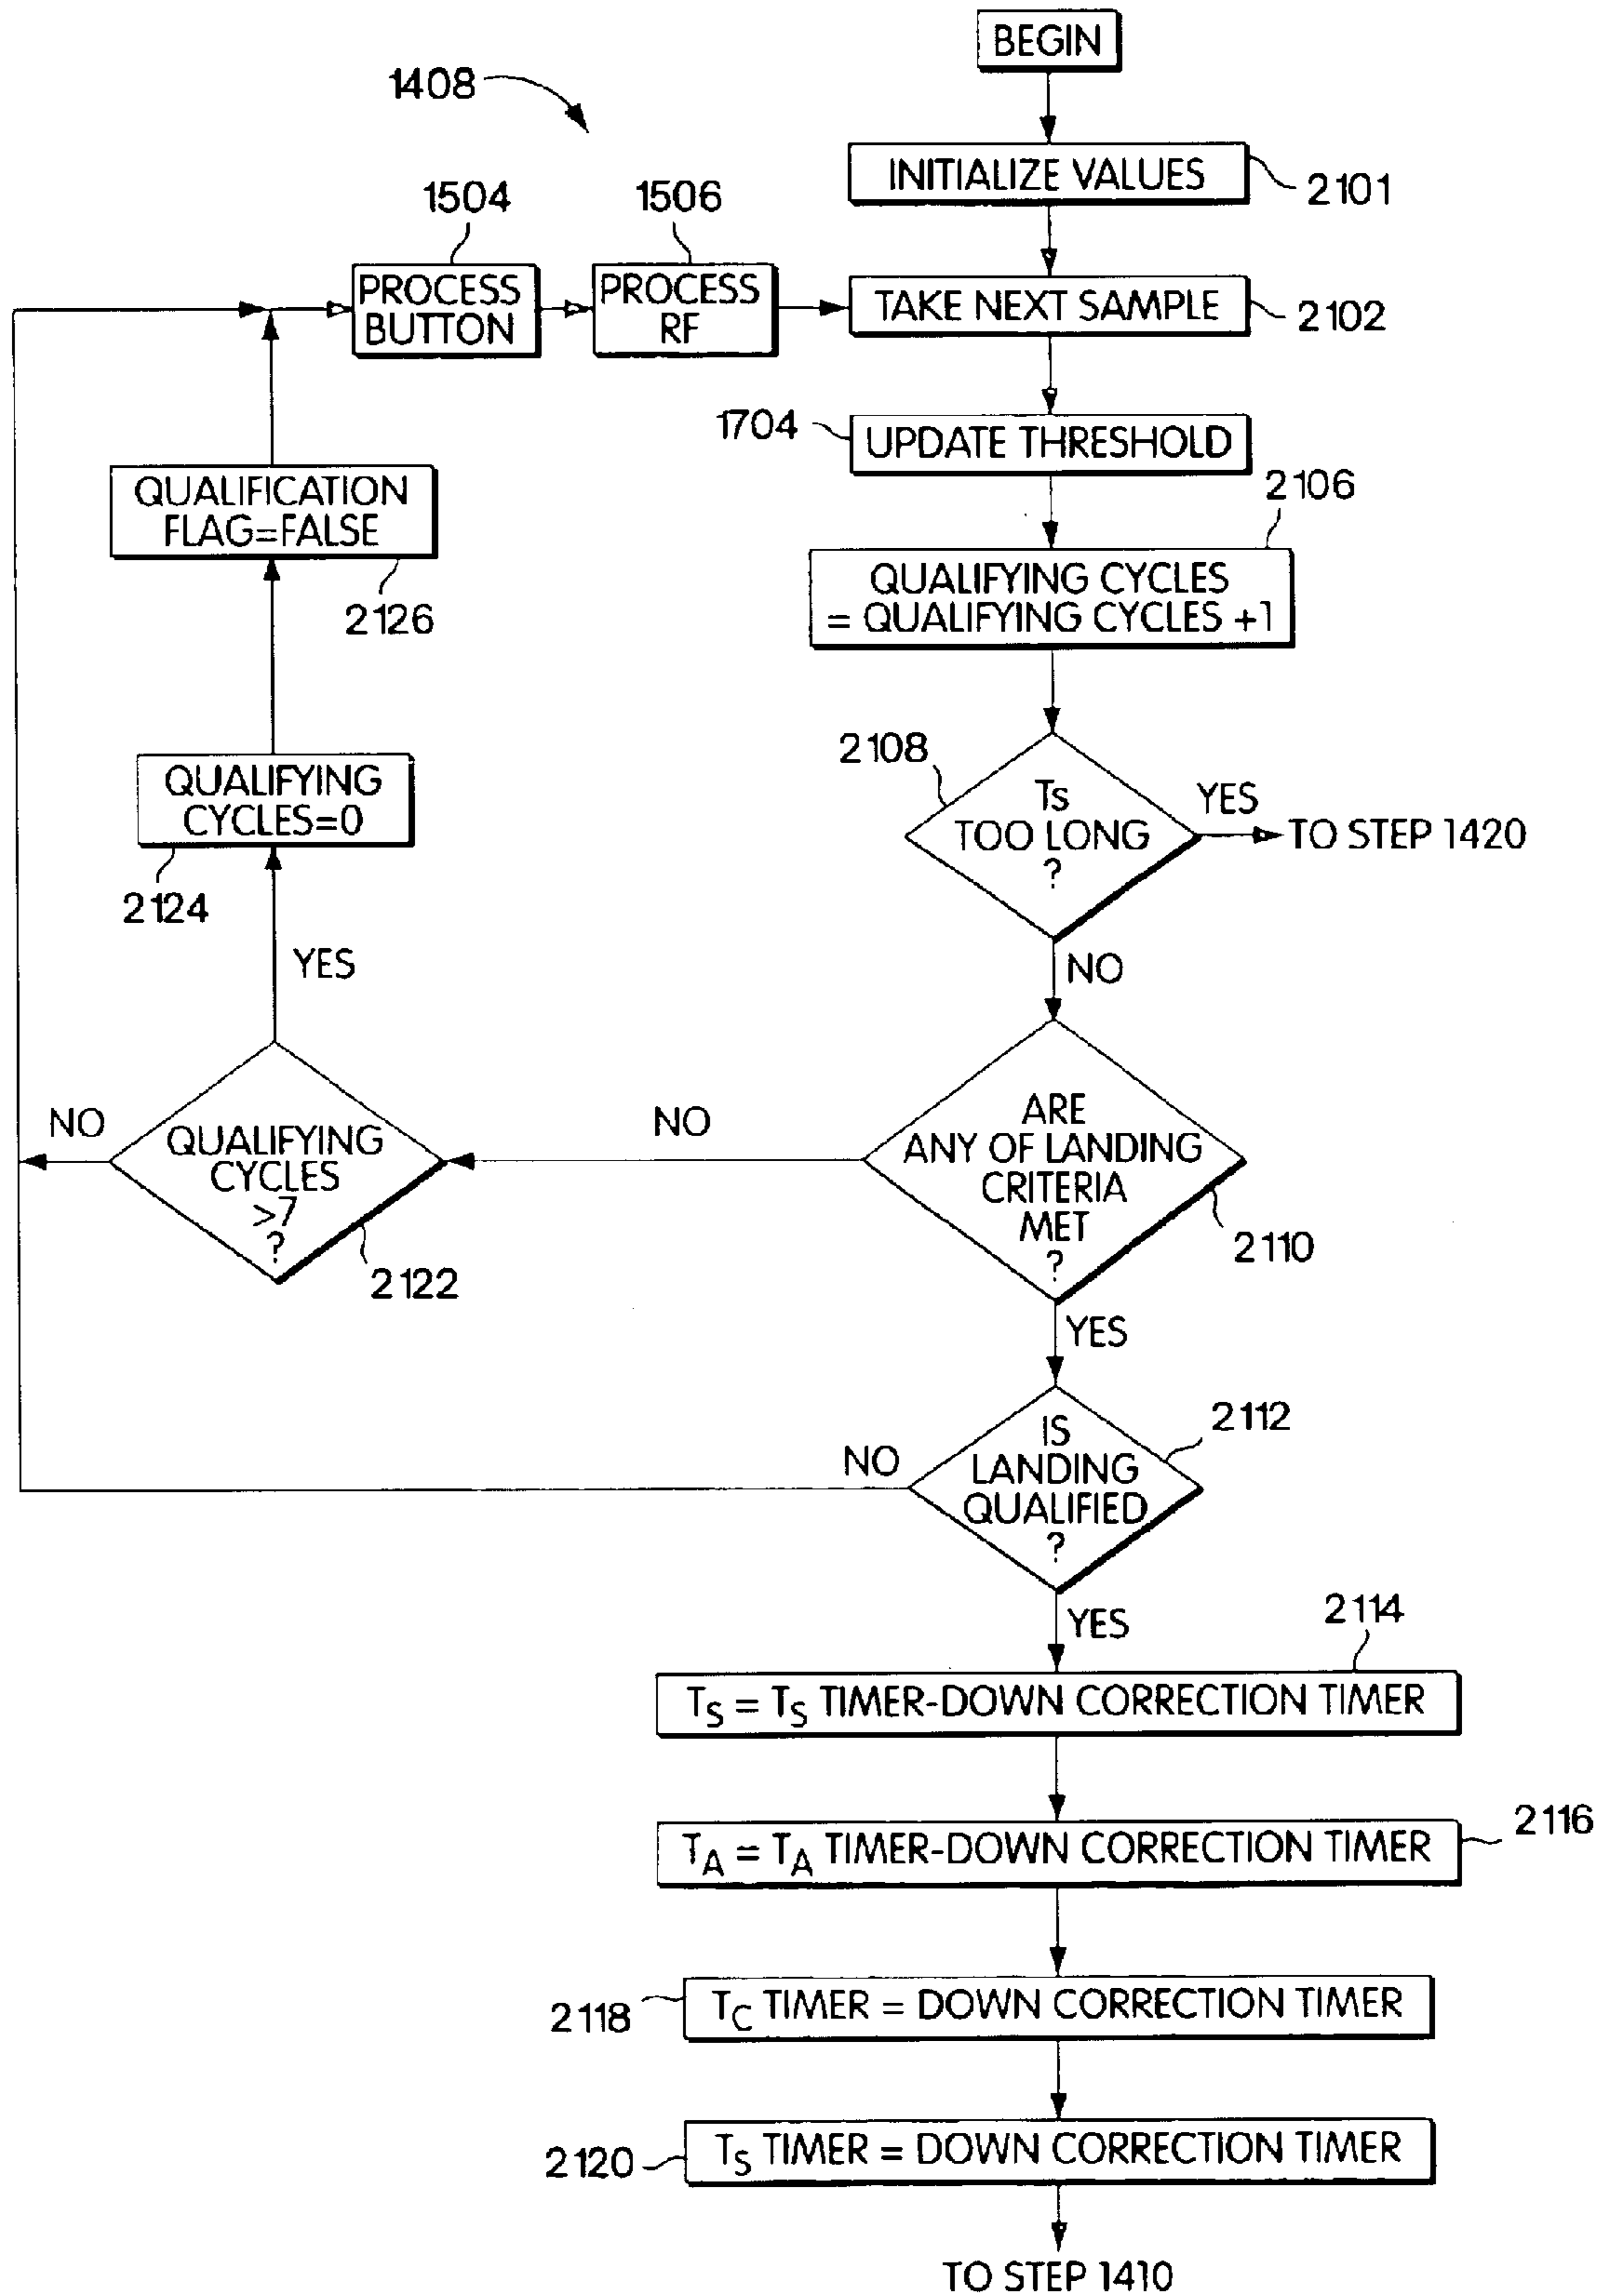 BEGIN
1408
INITIALIZE VALUES
2101
1504
1506
PROCESS
BUTTON
PROCESS
RF
TAKE NEXT SAMPLE
2102
1704
UPDATE THRESHOLD
2106
QUALIFICATION
FLAG=FALSE
2126
QUALIFYING CYCLES
= QUALIFYING CYCLES +1
2108
Ts
TOO LONG
?
YES
TO STEP 1420
QUALIFYING
CYCLES=0
2124
YES
NO
NO
QUALIFYING
CYCLES
>7
?
2122
NO
ARE
ANY OF LANDING
CRITERIA
MET
?
2110
YES
IS
LANDING
QUALIFIED
?
2112
NO
YES
2114
TS = TS TIMER-DOWN CORRECTION TIMER
2116
TA = TA TIMER-DOWN CORRECTION TIMER
2118
TC TIMER = DOWN CORRECTION TIMER
2120
TS TIMER = DOWN CORRECTION TIMER
TO STEP 1410